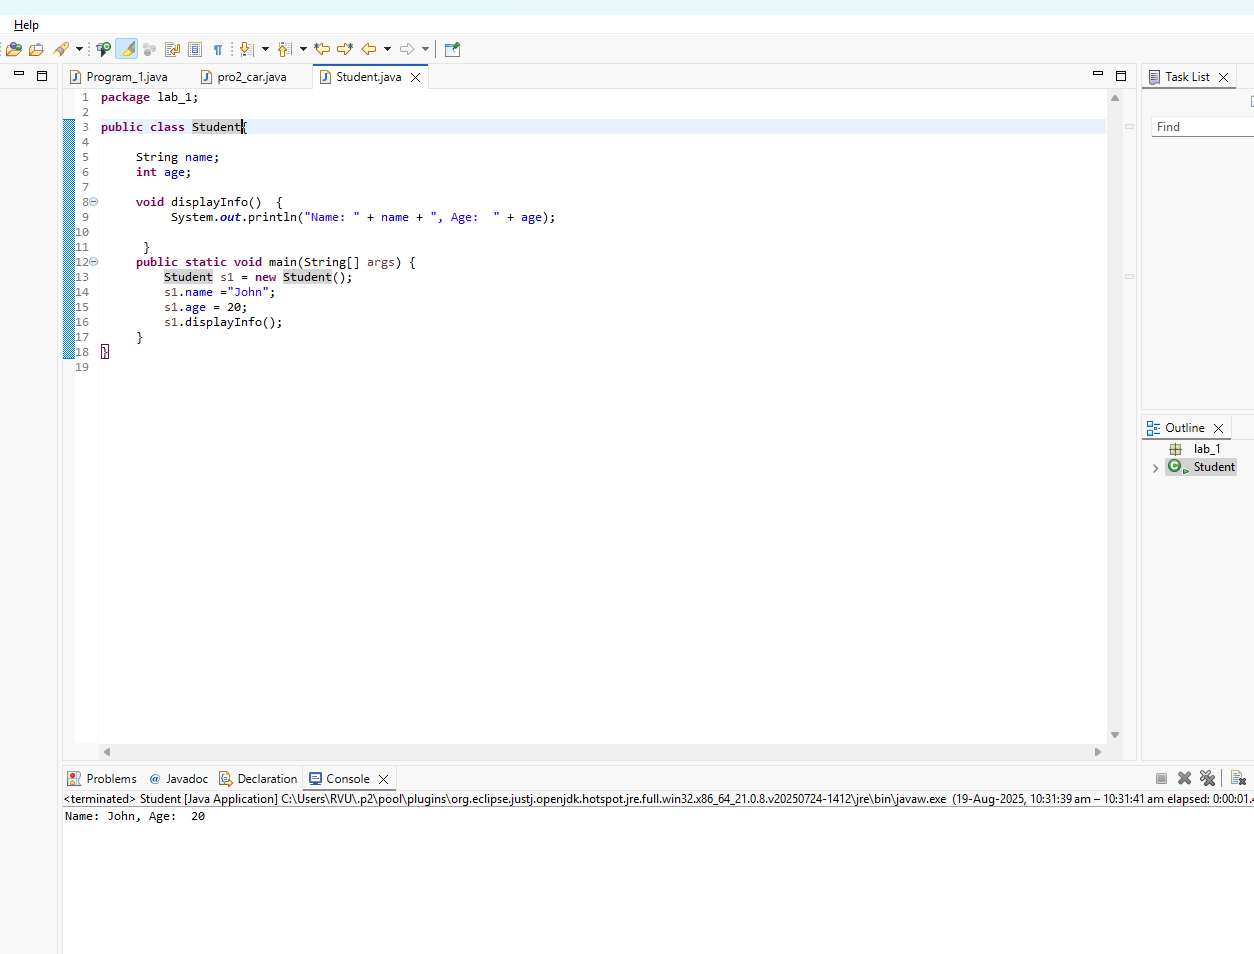 Help
Program_1.java
pro2_car.java
Student.java
Task List
1 package lab_1;
2
3 public class Student{
4
5 String name;
6 int age;
7
8 void displayInfo()  {
9 System.out.println("Name: " + name + ", Age:  " + age);
10
11 }
12 public static void main(String[] args) {
13 Student s1 = new Student();
14 s1.name ="John";
15 s1.age = 20;
16 s1.displayInfo();
17 }
18 }
19
Find
Outline
lab_1
Student
Problems @ Javadoc Declaration Console
<terminated> Student [Java Application] C:\Users\RVU\.p2\pool\plugins\org.eclipse.justj.openjdk.hotspot.jre.full.win32.x86_64_21.0.8.v20250724-1412\jre\bin\javaw.exe (19-Aug-2025, 10:31:39 am – 10:31:41 am elapsed: 0:00:01.4
Name: John, Age:  20